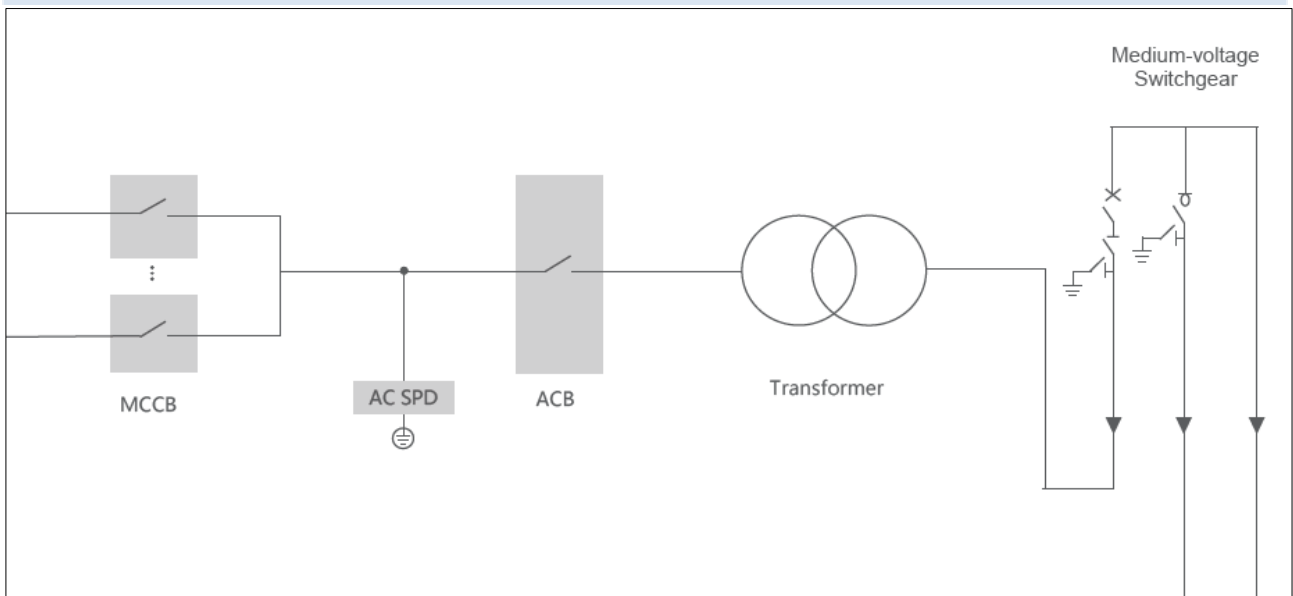 Medium-voltage
Switchgear
MCCB
AC SPD
ACB
Transformer